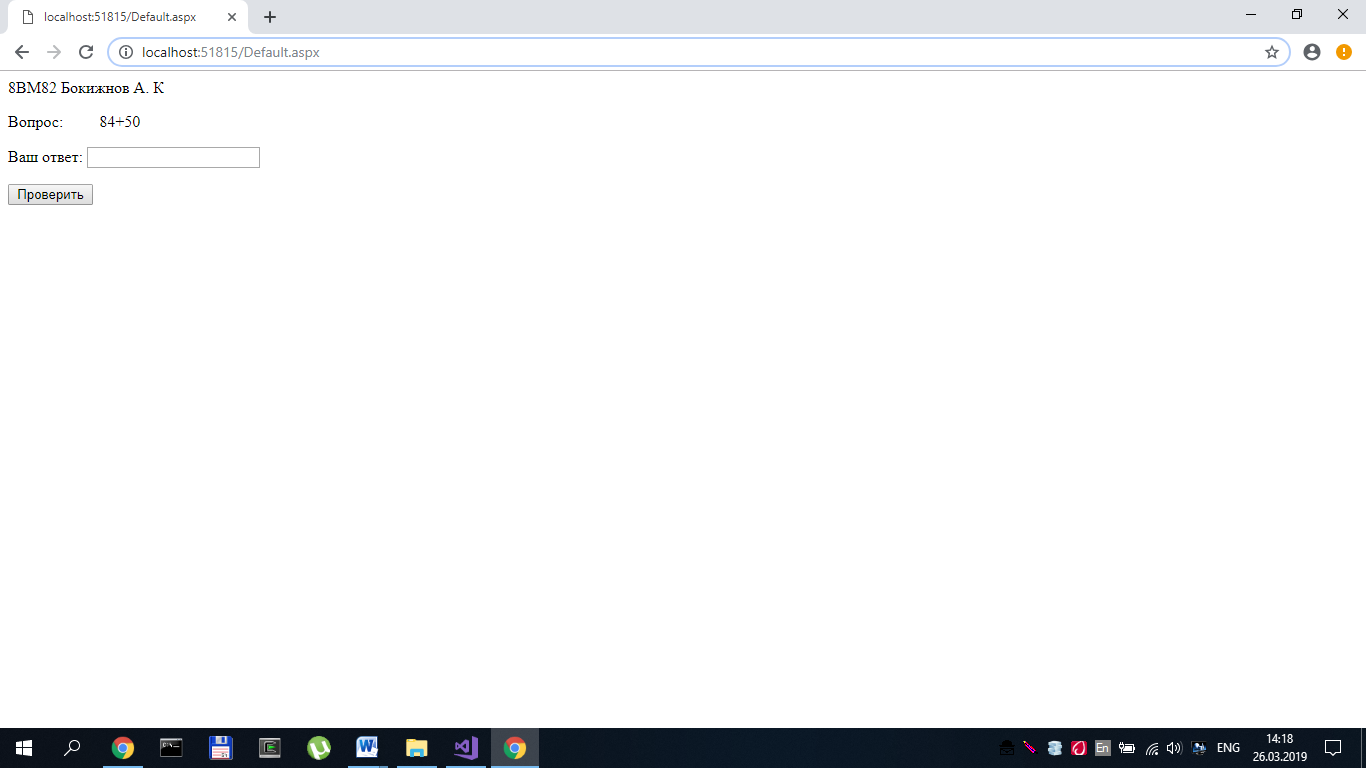 localhost:51815/Default.aspx
localhost:51815/Default.aspx
8ВМ82 Бокижнов А. К
Вопрос: 84+50
Ваш ответ:
Проверить
En
ENG
14:18
26.03.2019